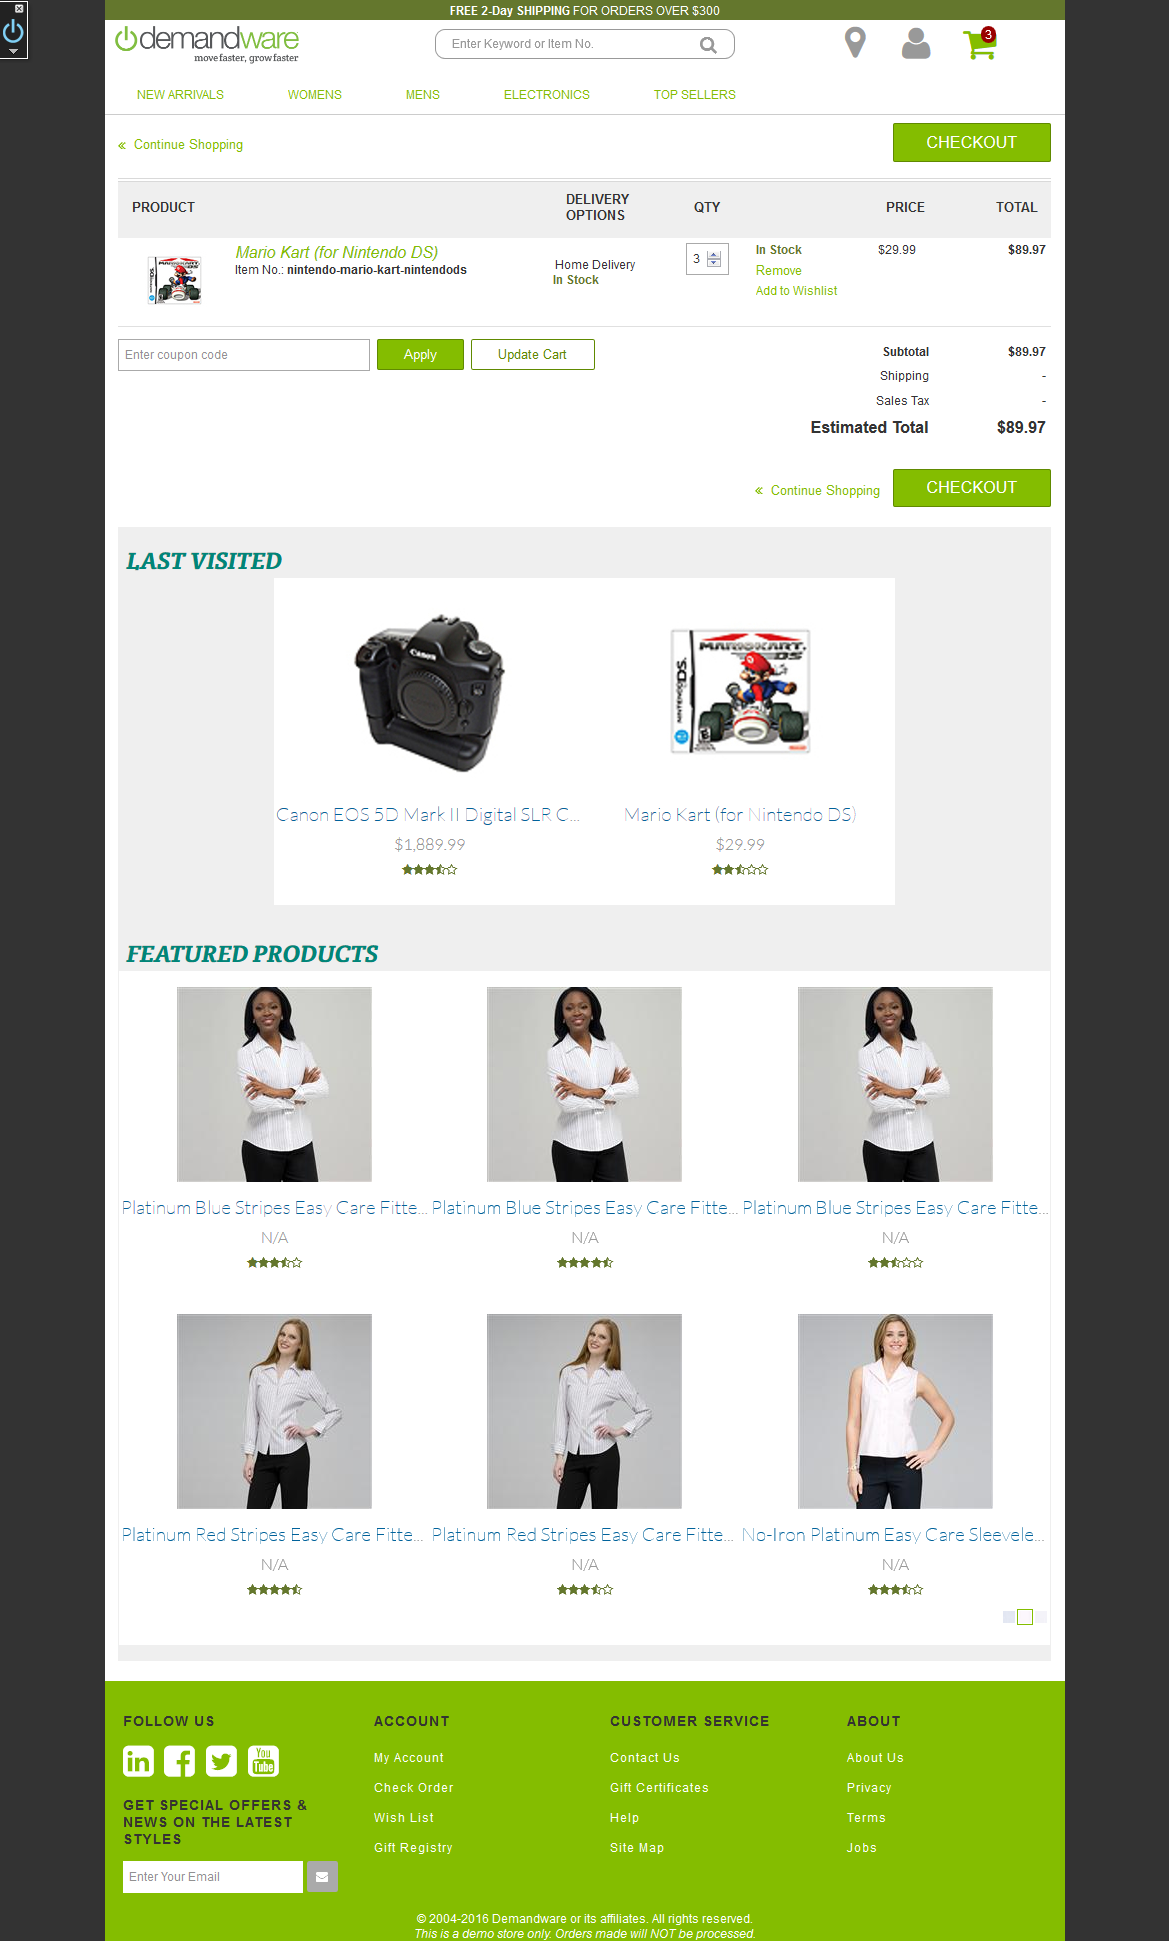 FREE 2-Day SHIPPING FOR ORDERS OVER $300
demandware
move faster, grow faster
Enter Keyword or Item No.
3
NEW ARRIVALS WOMENS MENS ELECTRONICS TOP SELLERS
« Continue Shopping
CHECKOUT
PRODUCT DELIVERY OPTIONS QTY PRICE TOTAL
Mario Kart (for Nintendo DS)
Item No.: nintendo-mario-kart-nintendods
Home Delivery
In Stock
3
In Stock
Remove
Add to Wishlist
$29.99
$89.97
Enter coupon code
Apply
Update Cart
Subtotal $89.97
Shipping -
Sales Tax -
Estimated Total $89.97
« Continue Shopping
CHECKOUT
LAST VISITED
Canon
MARIOKART DS
NINTENDO DS
Canon EOS 5D Mark II Digital SLR C... Mario Kart (for Nintendo DS)
$1,889.99 $29.99
FEATURED PRODUCTS
Platinum Blue Stripes Easy Care Fitte... Platinum Blue Stripes Easy Care Fitte... Platinum Blue Stripes Easy Care Fitte...
N/A N/A N/A
Platinum Red Stripes Easy Care Fitte... Platinum Red Stripes Easy Care Fitte... No-Iron Platinum Easy Care Sleevele...
N/A N/A N/A
FOLLOW US
in f You Tube
GET SPECIAL OFFERS &
NEWS ON THE LATEST
STYLES
Enter Your Email
ACCOUNT
My Account
Check Order
Wish List
Gift Registry
CUSTOMER SERVICE
Contact Us
Gift Certificates
Help
Site Map
ABOUT
About Us
Privacy
Terms
Jobs
© 2004-2016 Demandware or its affiliates. All rights reserved.
This is a demo store only. Orders made will NOT be processed.